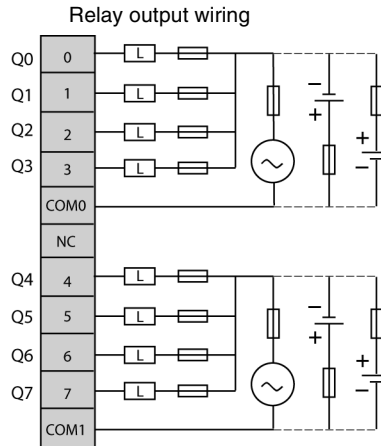 Relay output wiring
Q0 0 L
Q1 1 L
Q2 2 L
Q3 3 L
COM0
NC
Q4 4 L
Q5 5 L
Q6 6 L
Q7 7 L
COM1
− + + −
− + + −